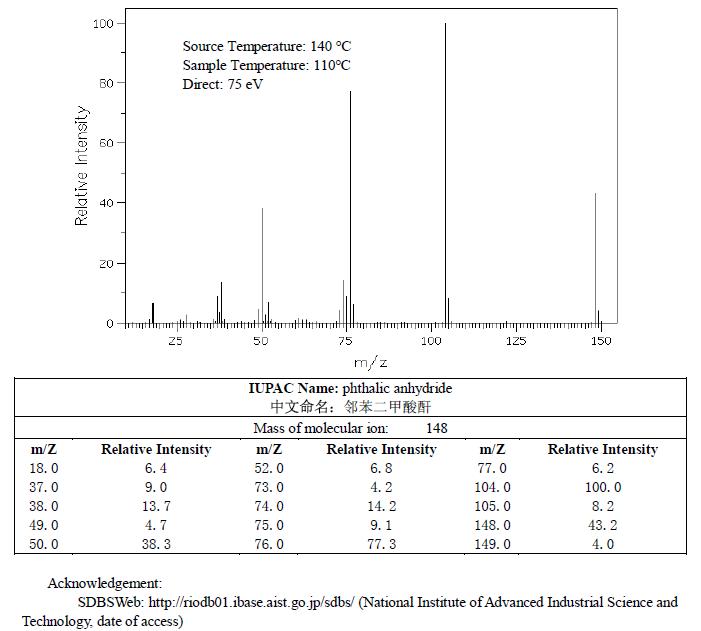 100
80
60
40
20
0
Relative Intensity
Source Temperature: 140 °C
Sample Temperature: 110℃
Direct: 75 eV
25 50 75 100 125 150
m/z
IUPAC Name: phthalic anhydride
中文命名：邻苯二甲酸酐
Mass of molecular ion: 148
m/Z Relative Intensity m/Z Relative Intensity m/Z Relative Intensity
18.0 6.4 52.0 6.8 77.0 6.2
37.0 9.0 73.0 4.2 104.0 100.0
38.0 13.7 74.0 14.2 105.0 8.2
49.0 4.7 75.0 9.1 148.0 43.2
50.0 38.3 76.0 77.3 149.0 4.0
Acknowledgement:
SDBSWeb: http://riodb01.ibase.aist.go.jp/sdbs/ (National Institute of Advanced Industrial Science and
Technology, date of access)